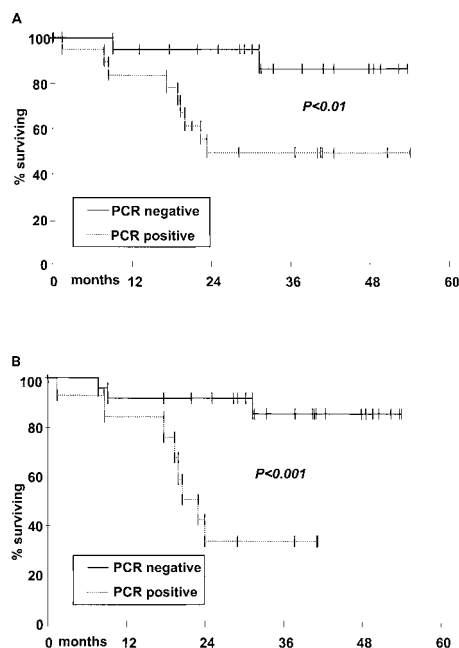 A
100
80
60
40
20
0
% surviving
P<0.01
PCR negative
PCR positive
0 months 12 24 36 48 60
B
100
80
60
40
20
0
% surviving
P<0.001
PCR negative
PCR positive
0 months 12 24 36 48 60